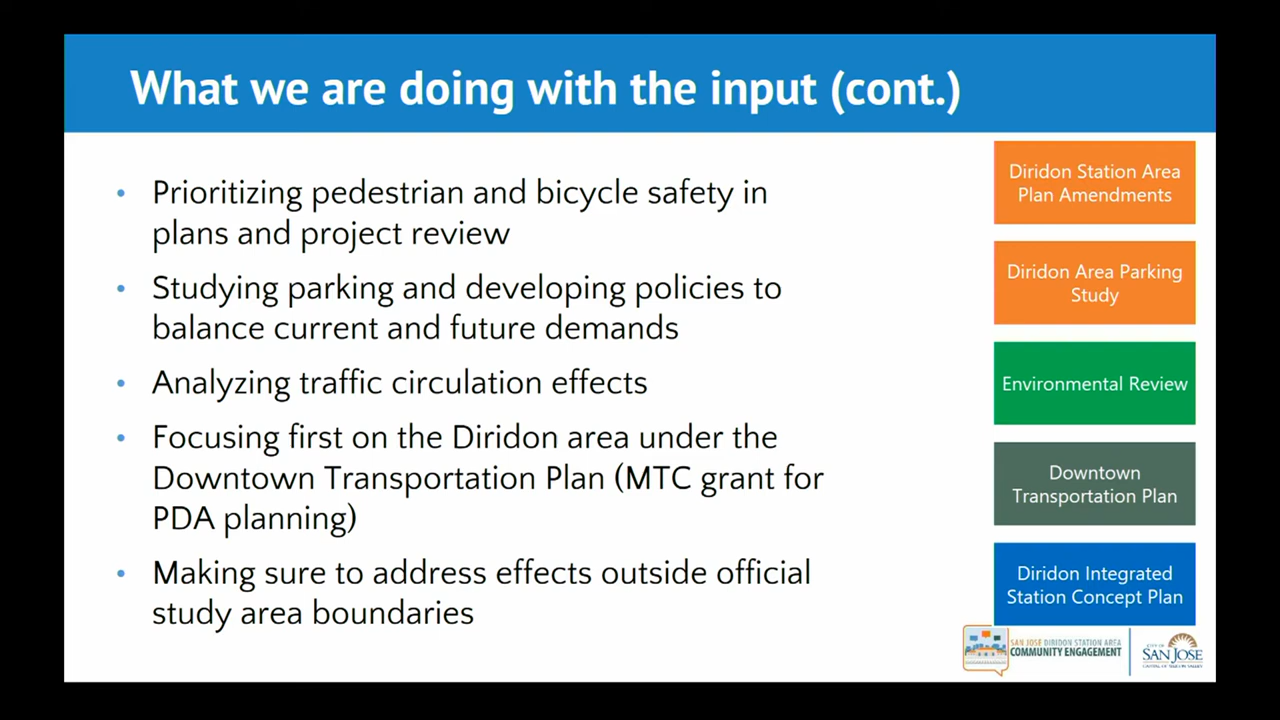 What we are doing with the input (cont.)
• Prioritizing pedestrian and bicycle safety in
plans and project review
• Studying parking and developing policies to
balance current and future demands
• Analyzing traffic circulation effects
• Focusing first on the Diridon area under the
Downtown Transportation Plan (MTC grant for
PDA planning)
• Making sure to address effects outside official
study area boundaries
Diridon Station Area
Plan Amendments
Diridon Area Parking
Study
Environmental Review
Downtown
Transportation Plan
Diridon Integrated
Station Concept Plan
SAN JOSE DIRIDON STATION AREA
COMMUNITY ENGAGEMENT
CITY OF
SAN JOSE
CAPITAL OF SILICON VALLEY